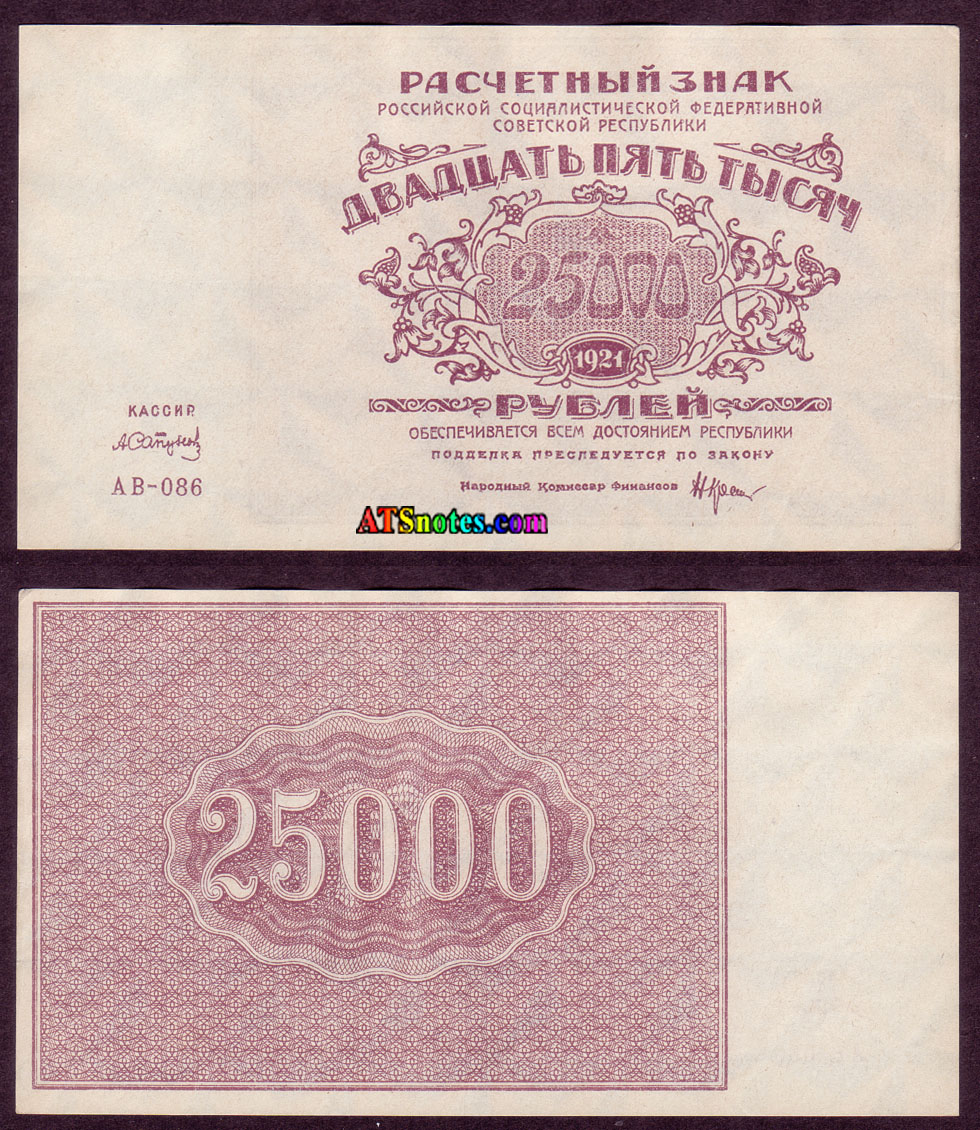 РАСЧЕТНЫЙ ЗНАК
РОССИЙСКОЙ СОЦИАЛИСТИЧЕСКОЙ ФЕДЕРАТИВНОЙ
СОВЕТСКОЙ РЕСПУБЛИКИ
ДВАДЦАТЬ ПЯТЬ ТЫСЯЧ
25000
1921
РУБЛЕЙ
ОБЕСПЕЧИВАЕТСЯ ВСЕМ ДОСТОЯНИЕМ РЕСПУБЛИКИ
ПОДДЕЛКА ПРЕСЛЕДУЕТСЯ ПО ЗАКОНУ
Народный Комиссар Финансов
КАССИР
АВ-086
ATSnotes.com
25000